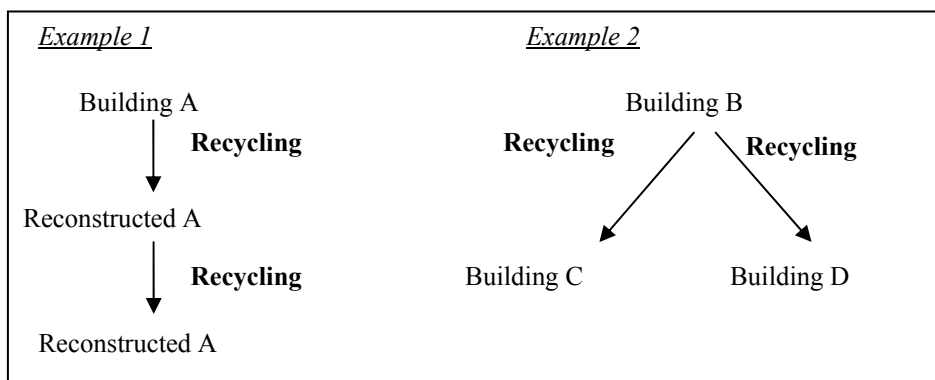 Example 1
Building A
Recycling
Reconstructed A
Recycling
Reconstructed A
Example 2
Building B
Recycling
Recycling
Building C
Building D